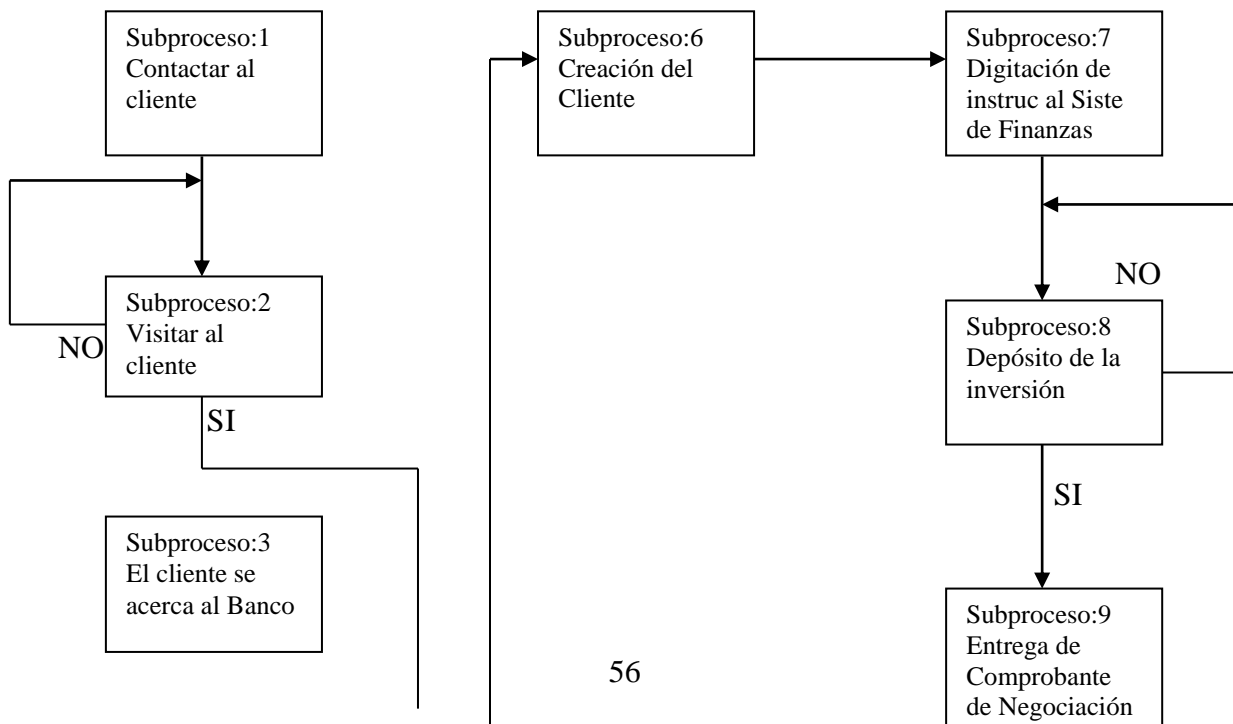 Subproceso:1
Contactar al
cliente
NO
Subproceso:2
Visitar al
cliente
SI
Subproceso:3
El cliente se
acerca al Banco
Subproceso:6
Creación del
Cliente
Subproceso:7
Digitación de
instruc al Siste
de Finanzas
NO
Subproceso:8
Depósito de la
inversión
SI
Subproceso:9
Entrega de
Comprobante
de Negociación
56